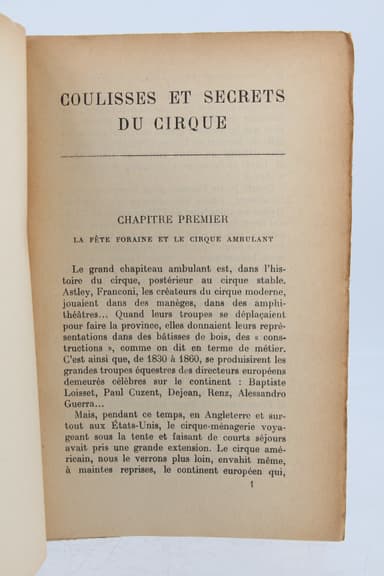 COULISSES ET SECRETS
DU CIRQUE
CHAPITRE PREMIER
LA FÊTE FORAINE ET LE CIRQUE AMBULANT
Le grand chapiteau ambulant est, dans l'his-
toire du cirque, postérieur au cirque stable.
Astley, Franconi, les créateurs du cirque moderne,
jouaient dans des manèges, dans des amphi-
théâtres... Quand leurs troupes se déplaçaient
pour faire la province, elles donnaient leurs repré-
sentations dans des bâtisses de bois, des « cons-
tructions », comme on dit en terme de métier.
C'est ainsi que, de 1830 à 1860, se produisirent les
grandes troupes équestres des directeurs européens
demeurés célèbres sur le continent : Baptiste
Loisset, Paul Cuzent, Dejean, Renz, Alessandro
Guerra...
Mais, pendant ce temps, en Angleterre et sur-
tout aux États-Unis, le cirque-ménagerie voya-
geant sous la tente et faisant de courts séjours
avait pris une grande extension. Le cirque amé-
ricain, nous le verrons plus loin, envahit même,
à maintes reprises, le continent européen qui,
1